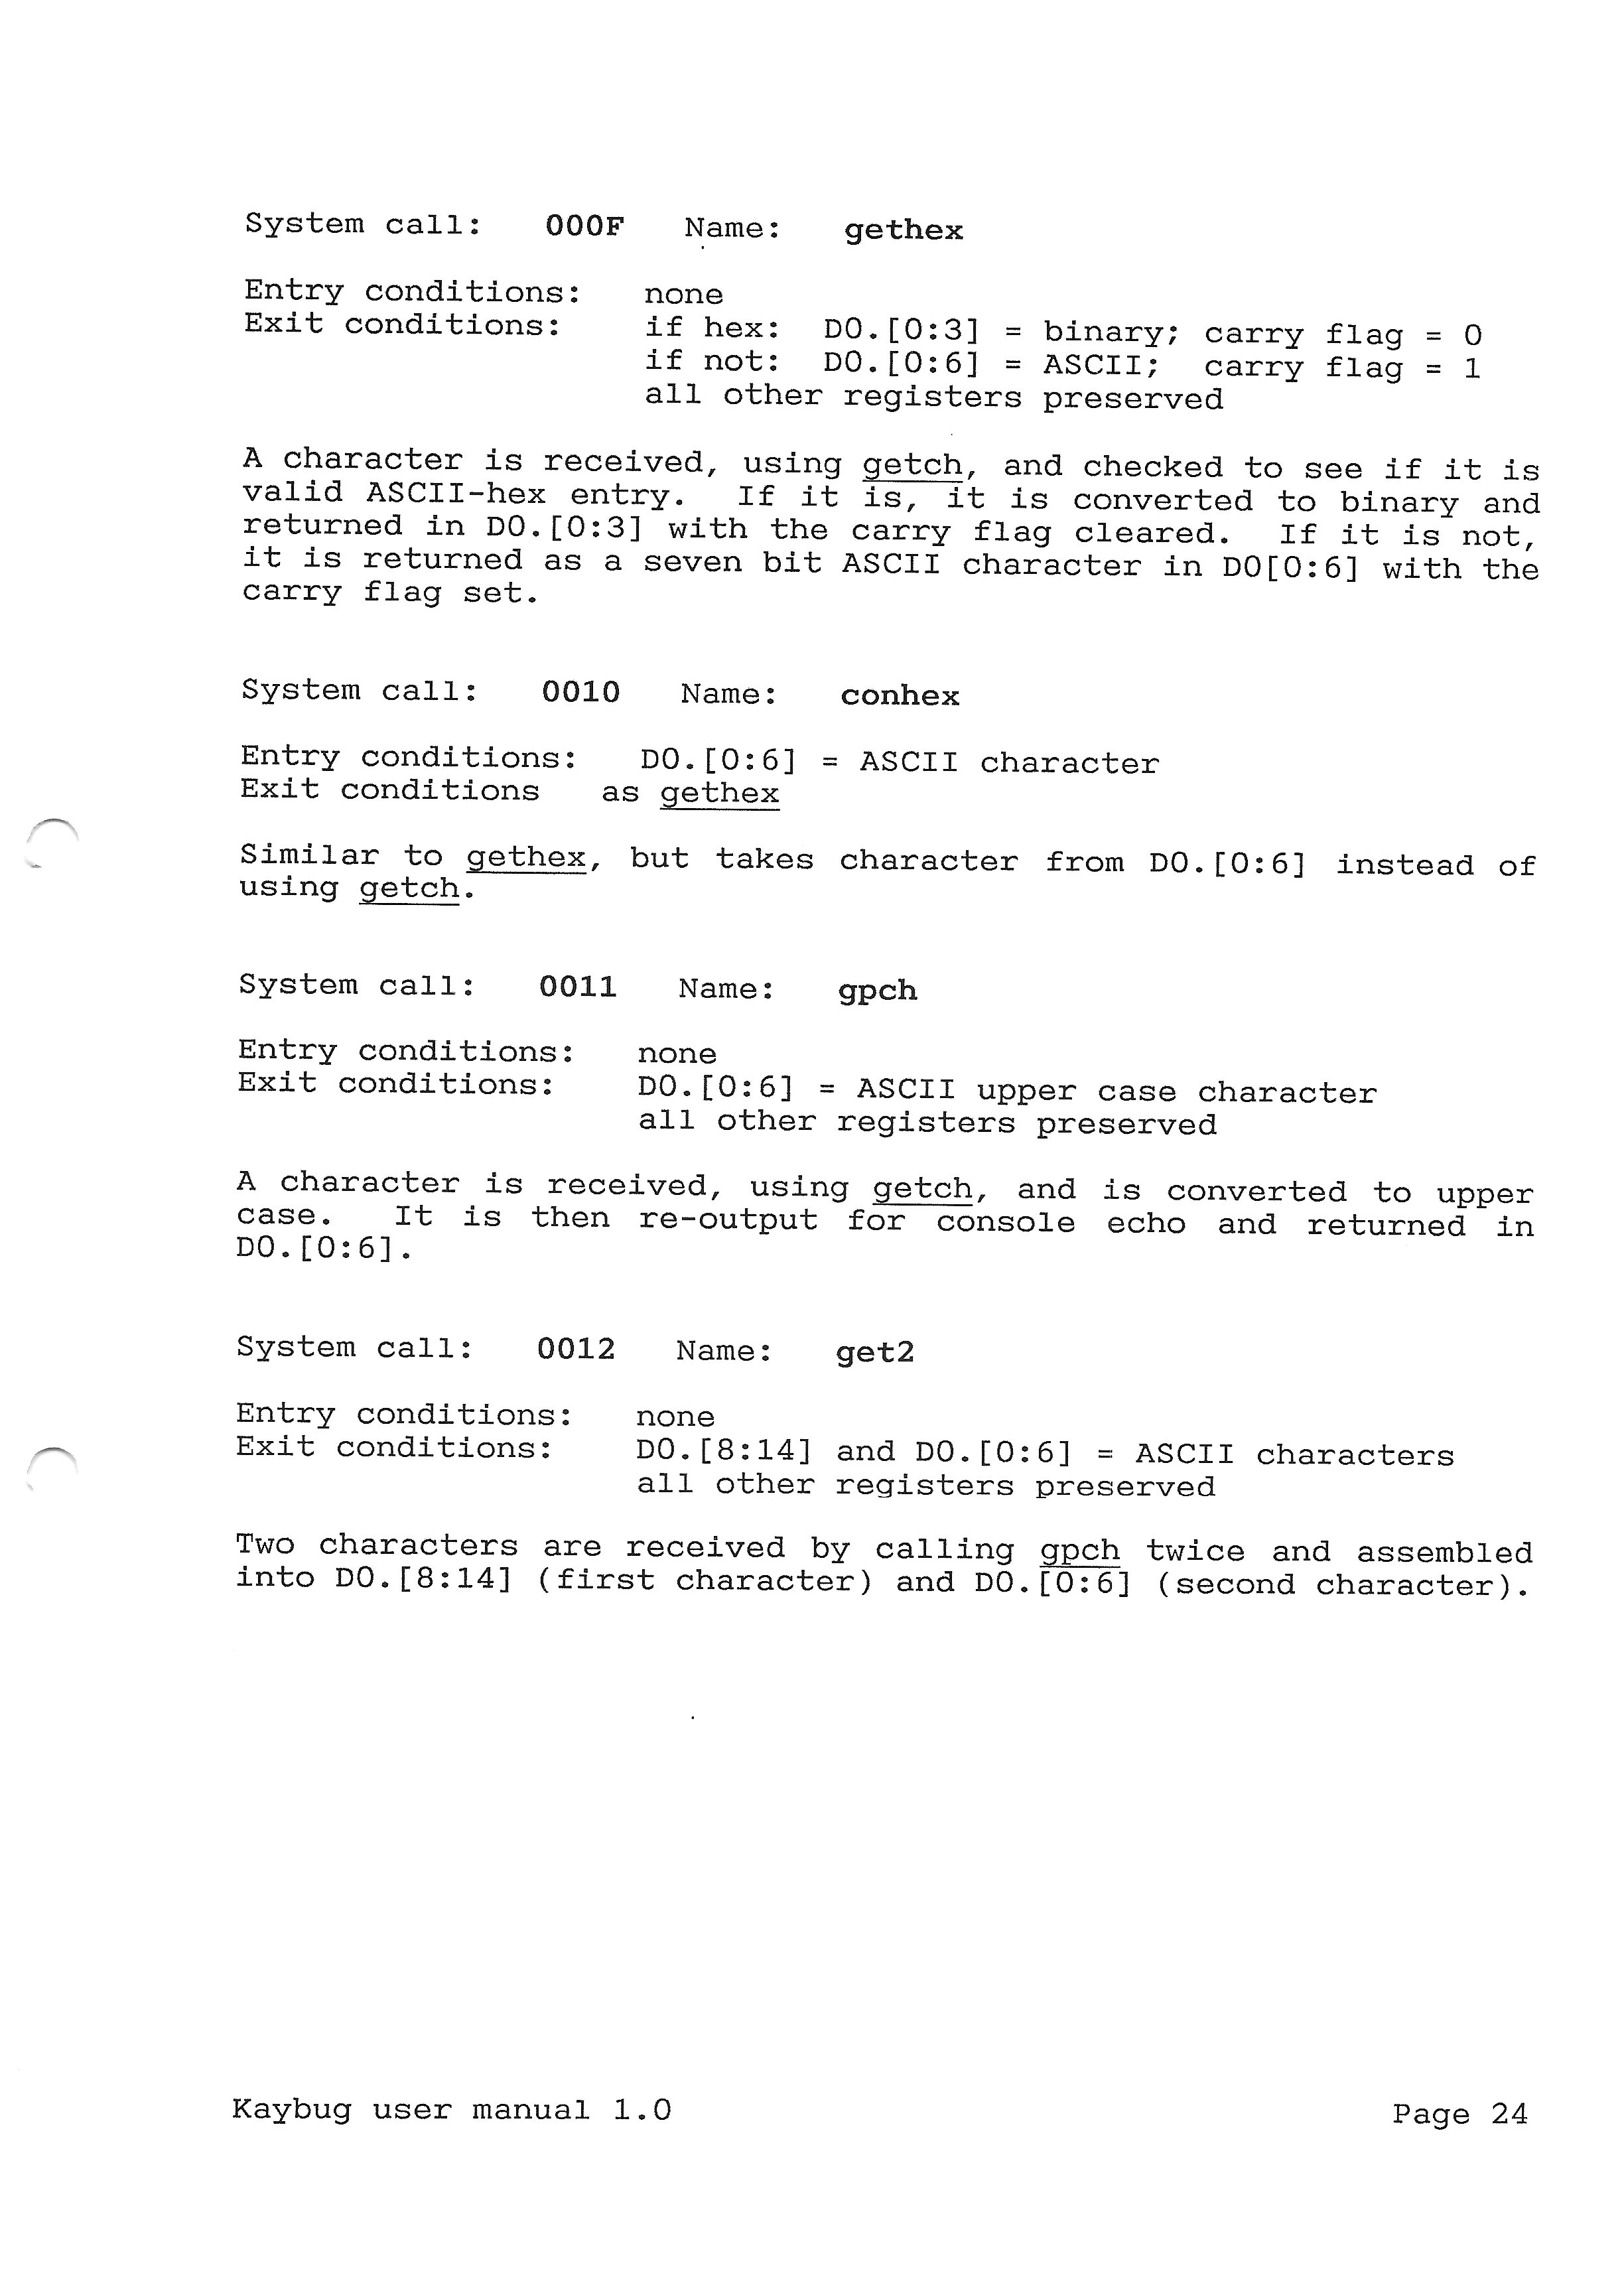 System call: 000F Name: gethex
Entry conditions: none
Exit conditions: if hex: D0.[0:3] = binary; carry flag = 0
if not: D0.[0:6] = ASCII; carry flag = 1
all other registers preserved
A character is received, using getch, and checked to see if it is
valid ASCII-hex entry. If it is, it is converted to binary and
returned in D0.[0:3] with the carry flag cleared. If it is not,
it is returned as a seven bit ASCII character in D0[0:6] with the
carry flag set.
System call: 0010 Name: conhex
Entry conditions: D0.[0:6] = ASCII character
Exit conditions as gethex
Similar to gethex, but takes character from D0.[0:6] instead of
using getch.
System call: 0011 Name: gpch
Entry conditions: none
Exit conditions: D0.[0:6] = ASCII upper case character
all other registers preserved
A character is received, using getch, and is converted to upper
case. It is then re-output for console echo and returned in
D0.[0:6].
System call: 0012 Name: get2
Entry conditions: none
Exit conditions: D0.[8:14] and D0.[0:6] = ASCII characters
all other registers preserved
Two characters are received by calling gpch twice and assembled
into D0.[8:14] (first character) and D0.[0:6] (second character).
Kaybug user manual 1.0 Page 24